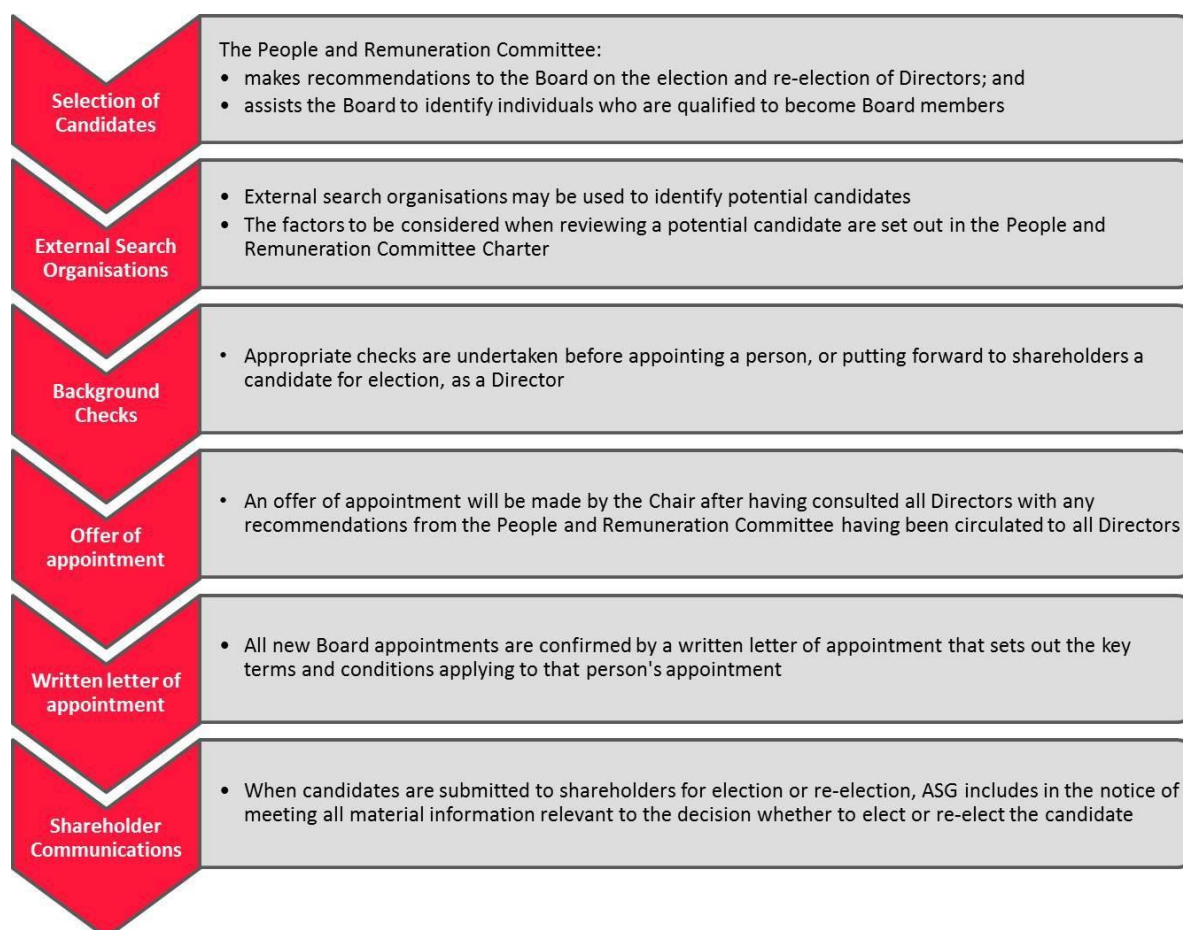 Selection of
Candidates
The People and Remuneration Committee:
• makes recommendations to the Board on the election and re-election of Directors; and
• assists the Board to identify individuals who are qualified to become Board members
External Search
Organisations
• External search organisations may be used to identify potential candidates
• The factors to be considered when reviewing a potential candidate are set out in the People and
Remuneration Committee Charter
Background
Checks
• Appropriate checks are undertaken before appointing a person, or putting forward to shareholders a
candidate for election, as a Director
Offer of
appointment
• An offer of appointment will be made by the Chair after having consulted all Directors with any
recommendations from the People and Remuneration Committee having been circulated to all Directors
Written letter of
appointment
• All new Board appointments are confirmed by a written letter of appointment that sets out the key
terms and conditions applying to that person's appointment
Shareholder
Communications
• When candidates are submitted to shareholders for election or re-election, ASG includes in the notice of
meeting all material information relevant to the decision whether to elect or re-elect the candidate